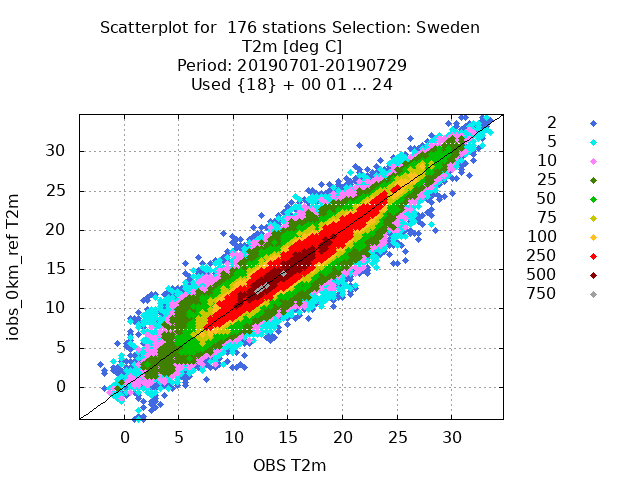 Scatterplot for  176 stations Selection: Sweden
T2m [deg C]
Period: 20190701-20190729
Used {18} + 00 01 ... 24
30
25
20
15
10
5
0
iobs_0km_ref T2m
0 5 10 15 20 25 30
OBS T2m
2
5
10
25
50
75
100
250
500
750